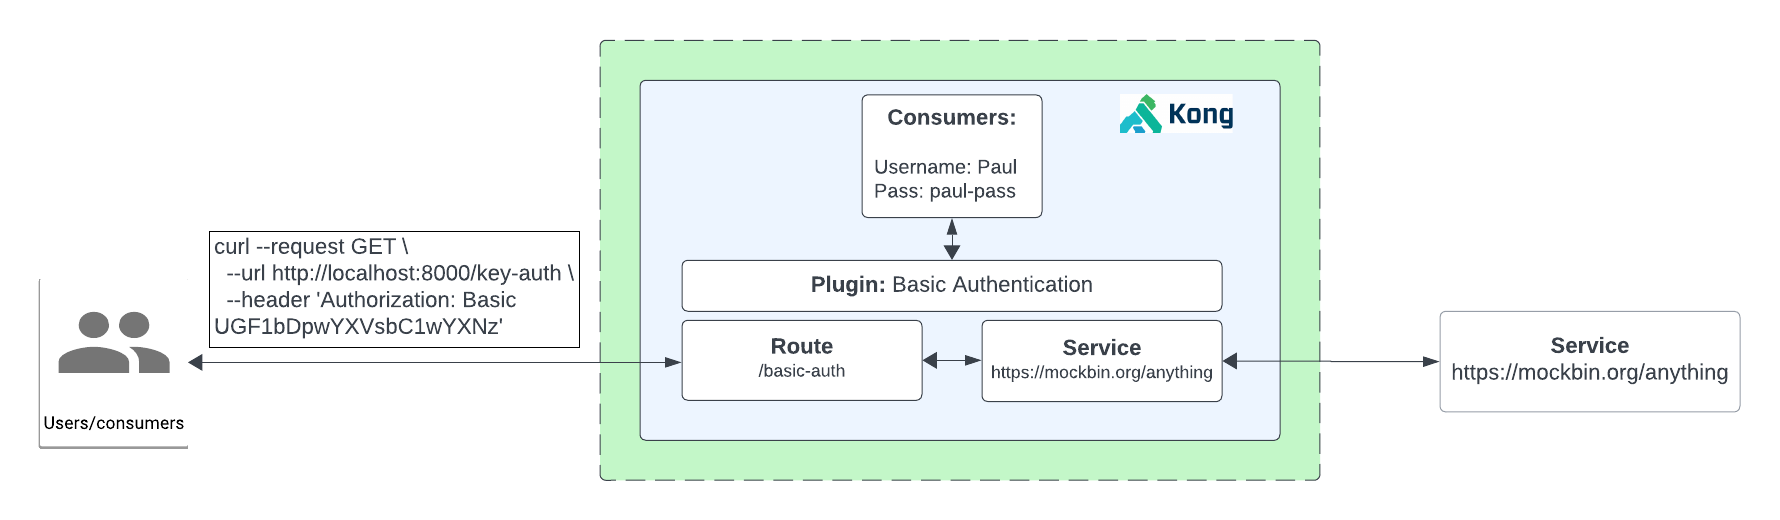 Consumers:
Username: Paul
Pass: paul-pass
Kong
curl --request GET \
--url http://localhost:8000/key-auth \
--header 'Authorization: Basic
UGF1bDpwYXVsbC1wYXNz'
Plugin: Basic Authentication
Users/consumers
Route
/basic-auth
Service
https://mockbin.org/anything
Service
https://mockbin.org/anything